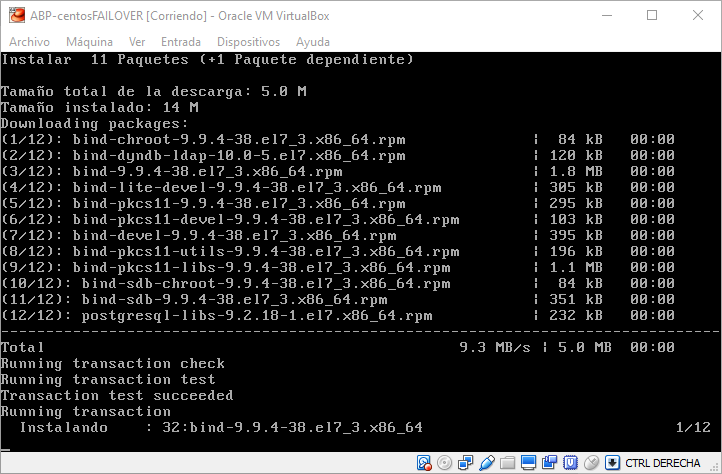 ABP-centosFAILOVER [Corriendo] - Oracle VM VirtualBox
Archivo Máquina Ver Entrada Dispositivos Ayuda
Instalar  11 Paquetes (+1 Paquete dependiente)
Tamaño total de la descarga: 5.0 M
Tamaño instalado: 14 M
Downloading packages:
(1/12): bind-chroot-9.9.4-38.el7_3.x86_64.rpm | 84 kB 00:00
(2/12): bind-dyndb-ldap-10.0-5.el7.x86_64.rpm | 120 kB 00:00
(3/12): bind-9.9.4-38.el7_3.x86_64.rpm | 1.8 MB 00:00
(4/12): bind-lite-devel-9.9.4-38.el7_3.x86_64.rpm | 305 kB 00:00
(5/12): bind-pkcs11-9.9.4-38.el7_3.x86_64.rpm | 295 kB 00:00
(6/12): bind-pkcs11-devel-9.9.4-38.el7_3.x86_64.rpm | 103 kB 00:00
(7/12): bind-devel-9.9.4-38.el7_3.x86_64.rpm | 395 kB 00:00
(8/12): bind-pkcs11-utils-9.9.4-38.el7_3.x86_64.rpm | 196 kB 00:00
(9/12): bind-pkcs11-libs-9.9.4-38.el7_3.x86_64.rpm | 1.1 MB 00:00
(10/12): bind-sdb-chroot-9.9.4-38.el7_3.x86_64.rpm | 84 kB 00:00
(11/12): bind-sdb-9.9.4-38.el7_3.x86_64.rpm | 351 kB 00:00
(12/12): postgresql-libs-9.2.18-1.el7.x86_64.rpm | 232 kB 00:00
--------------------------------------------------------------------------------
Total 9.3 MB/s | 5.0 MB 00:00
Running transaction check
Running transaction test
Transaction test succeeded
Running transaction
Instalando : 32:bind-9.9.4-38.el7_3.x86_64 1/12
CTRL DERECHA